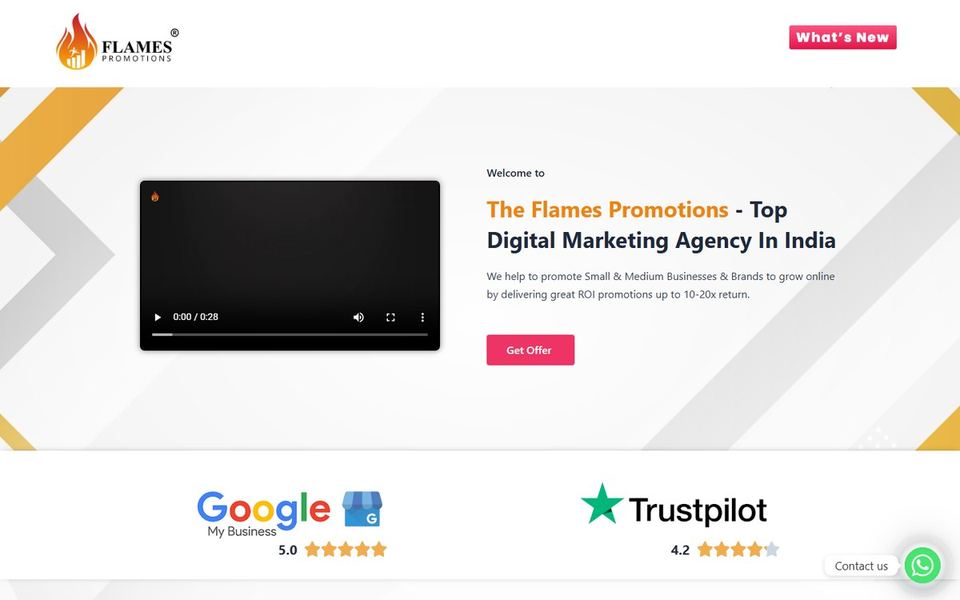 FLAMES®
PROMOTIONS
What's New
0:00 / 0:28
Welcome to
The Flames Promotions - Top
Digital Marketing Agency In India
We help to promote Small & Medium Businesses & Brands to grow online
by delivering great ROI promotions up to 10-20x return.
Get Offer
Google
My Business
G
5.0
Trustpilot
4.2
Contact us